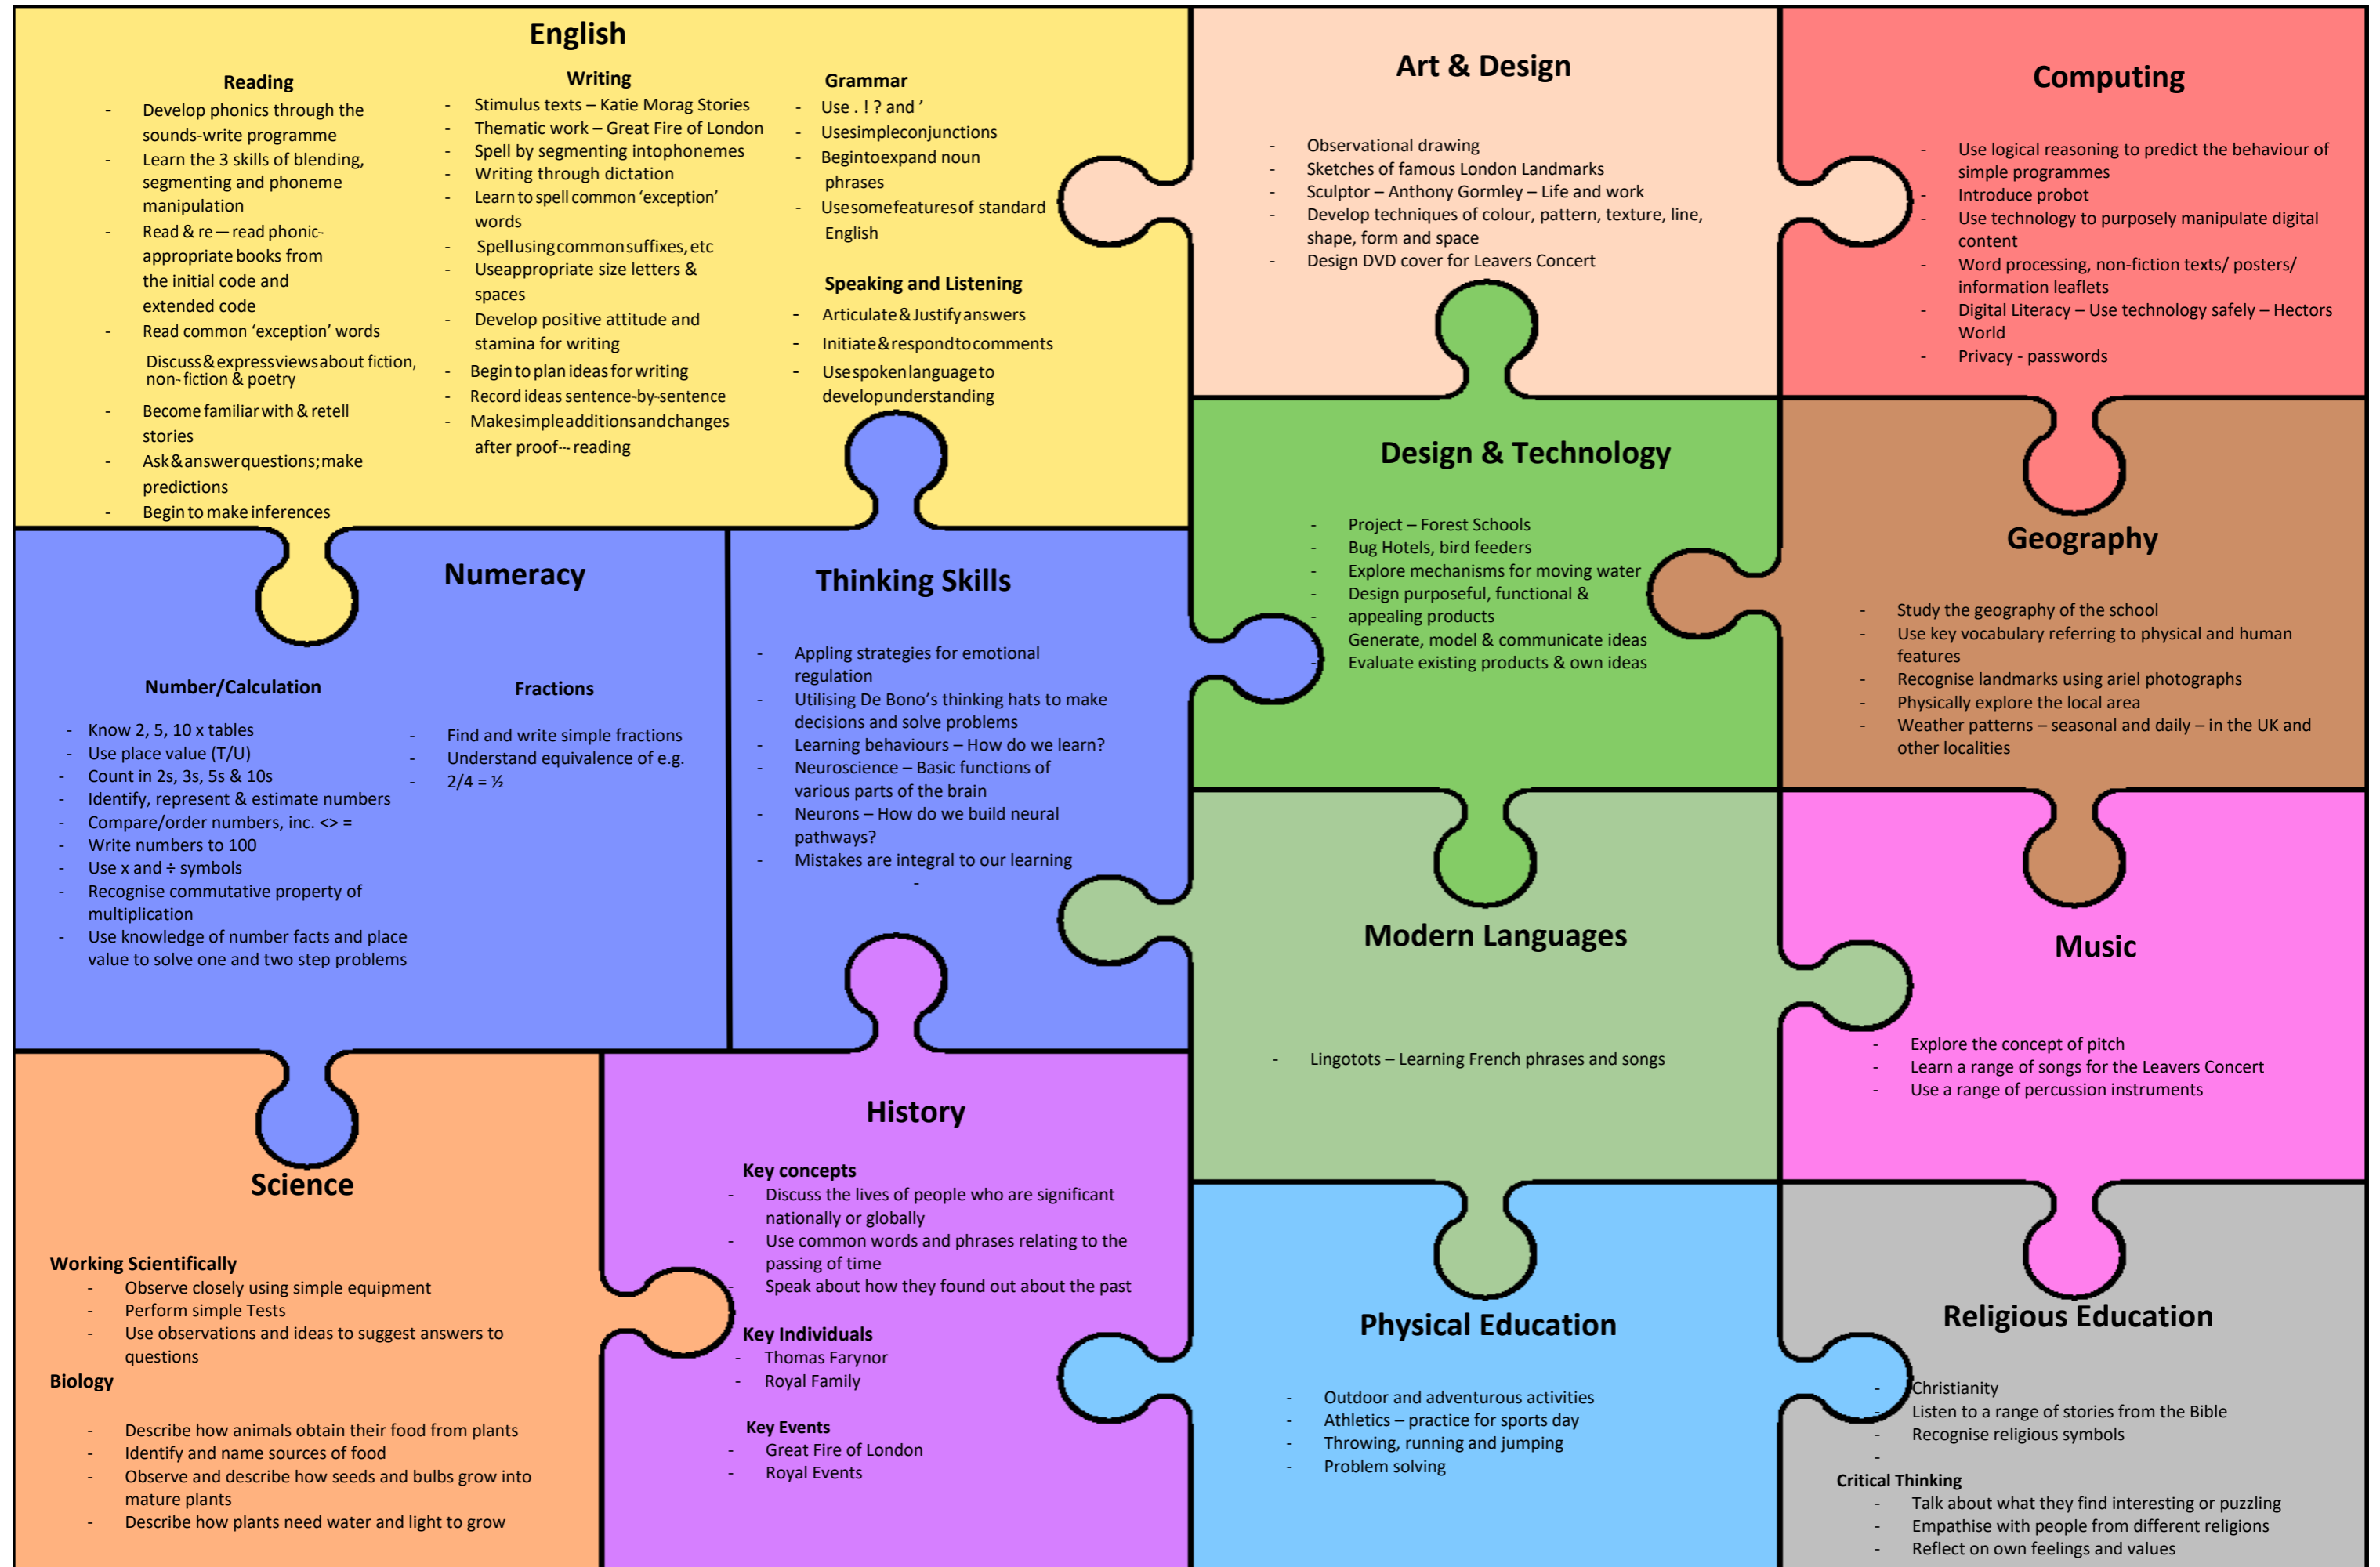 English
Reading
- Develop phonics through the
sounds-write programme
- Learn the 3 skills of blending,
segmenting and phoneme
manipulation
- Read & re—read phonic-
appropriate books from
the initial code and
extended code
- Read common ‘exception’ words
Discuss & express views about fiction,
non-fiction & poetry
- Become familiar with & retell
stories
- Ask & answer questions; make
predictions
- Begin to make inferences
Writing
- Stimulus texts – Katie Morag Stories
- Thematic work – Great Fire of London
- Spell by segmenting intophonemes
- Writing through dictation
- Learn to spell common ‘exception’
words
- Spell using common suffixes, etc
- Useappropriate size letters &
spaces
- Develop positive attitude and
stamina for writing
- Begin to plan ideas for writing
- Record ideas sentence-by-sentence
- Makesimpleadditionsandchanges
after proof--reading
Grammar
- Use . ! ? and ’
- Usesimpleconjunctions
- Begintoexpand noun
phrases
- Usesomefeaturesof standard
English
Speaking and Listening
- Articulate & Justify answers
- Initiate & respond to comments
- Usespokenlanguageto
developunderstanding
Art & Design
- Observational drawing
- Sketches of famous London Landmarks
- Sculptor – Anthony Gormley – Life and work
- Develop techniques of colour, pattern, texture, line,
shape, form and space
- Design DVD cover for Leavers Concert
Computing
- Use logical reasoning to predict the behaviour of
simple programmes
- Introduce probot
- Use technology to purposely manipulate digital
content
- Word processing, non-fiction texts/ posters/
information leaflets
- Digital Literacy – Use technology safely – Hectors
World
- Privacy - passwords
Numeracy
Number/Calculation
- Know 2, 5, 10 x tables
- Use place value (T/U)
- Count in 2s, 3s, 5s & 10s
- Identify, represent & estimate numbers
- Compare/order numbers, inc. <> =
- Write numbers to 100
- Use x and ÷ symbols
- Recognise commutative property of
multiplication
- Use knowledge of number facts and place
value to solve one and two step problems
Fractions
- Find and write simple fractions
- Understand equivalence of e.g.
- 2/4 = ½
Thinking Skills
- Appling strategies for emotional
regulation
- Utilising De Bono’s thinking hats to make
decisions and solve problems
- Learning behaviours – How do we learn?
- Neuroscience – Basic functions of
various parts of the brain
- Neurons – How do we build neural
pathways?
- Mistakes are integral to our learning
-
Design & Technology
- Project – Forest Schools
- Bug Hotels, bird feeders
- Explore mechanisms for moving water
- Design purposeful, functional &
- appealing products
- Generate, model & communicate ideas
- Evaluate existing products & own ideas
Geography
- Study the geography of the school
- Use key vocabulary referring to physical and human
features
- Recognise landmarks using ariel photographs
- Physically explore the local area
- Weather patterns – seasonal and daily – in the UK and
other localities
Modern Languages
- Lingotots – Learning French phrases and songs
Music
- Explore the concept of pitch
- Learn a range of songs for the Leavers Concert
- Use a range of percussion instruments
Science
Working Scientifically
- Observe closely using simple equipment
- Perform simple Tests
- Use observations and ideas to suggest answers to
questions
Biology
- Describe how animals obtain their food from plants
- Identify and name sources of food
- Observe and describe how seeds and bulbs grow into
mature plants
- Describe how plants need water and light to grow
History
Key concepts
- Discuss the lives of people who are significant
nationally or globally
- Use common words and phrases relating to the
passing of time
- Speak about how they found out about the past
Key Individuals
- Thomas Farynor
- Royal Family
Key Events
- Great Fire of London
- Royal Events
Physical Education
- Outdoor and adventurous activities
- Athletics – practice for sports day
- Throwing, running and jumping
- Problem solving
Religious Education
- Christianity
- Listen to a range of stories from the Bible
- Recognise religious symbols
-
Critical Thinking
- Talk about what they find interesting or puzzling
- Empathise with people from different religions
- Reflect on own feelings and values